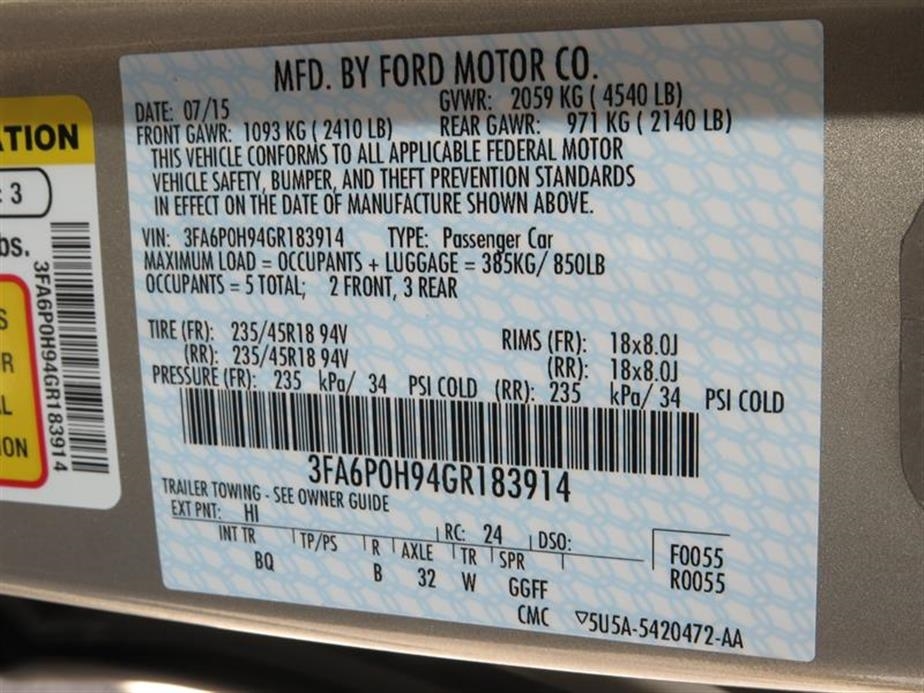 ATION
: 3
bs.
S
R
L
ION
3FA6P0H94GR183914
MFD. BY FORD MOTOR CO.
DATE: 07/15 GVWR: 2059 KG ( 4540 LB)
FRONT GAWR: 1093 KG ( 2410 LB) REAR GAWR: 971 KG ( 2140 LB)
THIS VEHICLE CONFORMS TO ALL APPLICABLE FEDERAL MOTOR
VEHICLE SAFETY, BUMPER, AND THEFT PREVENTION STANDARDS
IN EFFECT ON THE DATE OF MANUFACTURE SHOWN ABOVE.
VIN: 3FA6P0H94GR183914 TYPE: Passenger Car
MAXIMUM LOAD = OCCUPANTS + LUGGAGE = 385KG/ 850LB
OCCUPANTS = 5 TOTAL; 2 FRONT, 3 REAR
TIRE (FR): 235/45R18 94V RIMS (FR): 18x8.0J
(RR): 235/45R18 94V (RR): 18x8.0J
PRESSURE (FR): 235 kPa/ 34 PSI COLD (RR): 235 kPa/ 34 PSI COLD
3FA6P0H94GR183914
TRAILER TOWING - SEE OWNER GUIDE
EXT PNT: HI RC: 24 DSO:
INT TR TP/PS R AXLE TR SPR F0055
BQ B 32 W GGFF R0055
CMC ▽5U5A-5420472-AA